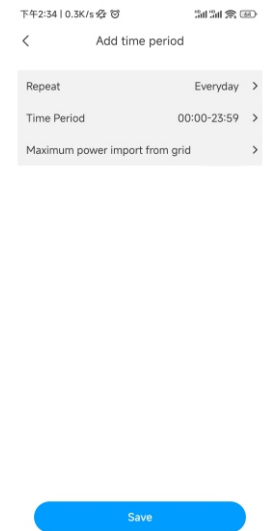 下午2:34 | 0.3K/s
Add time period
Repeat Everyday
Time Period 00:00-23:59
Maximum power import from grid
Save